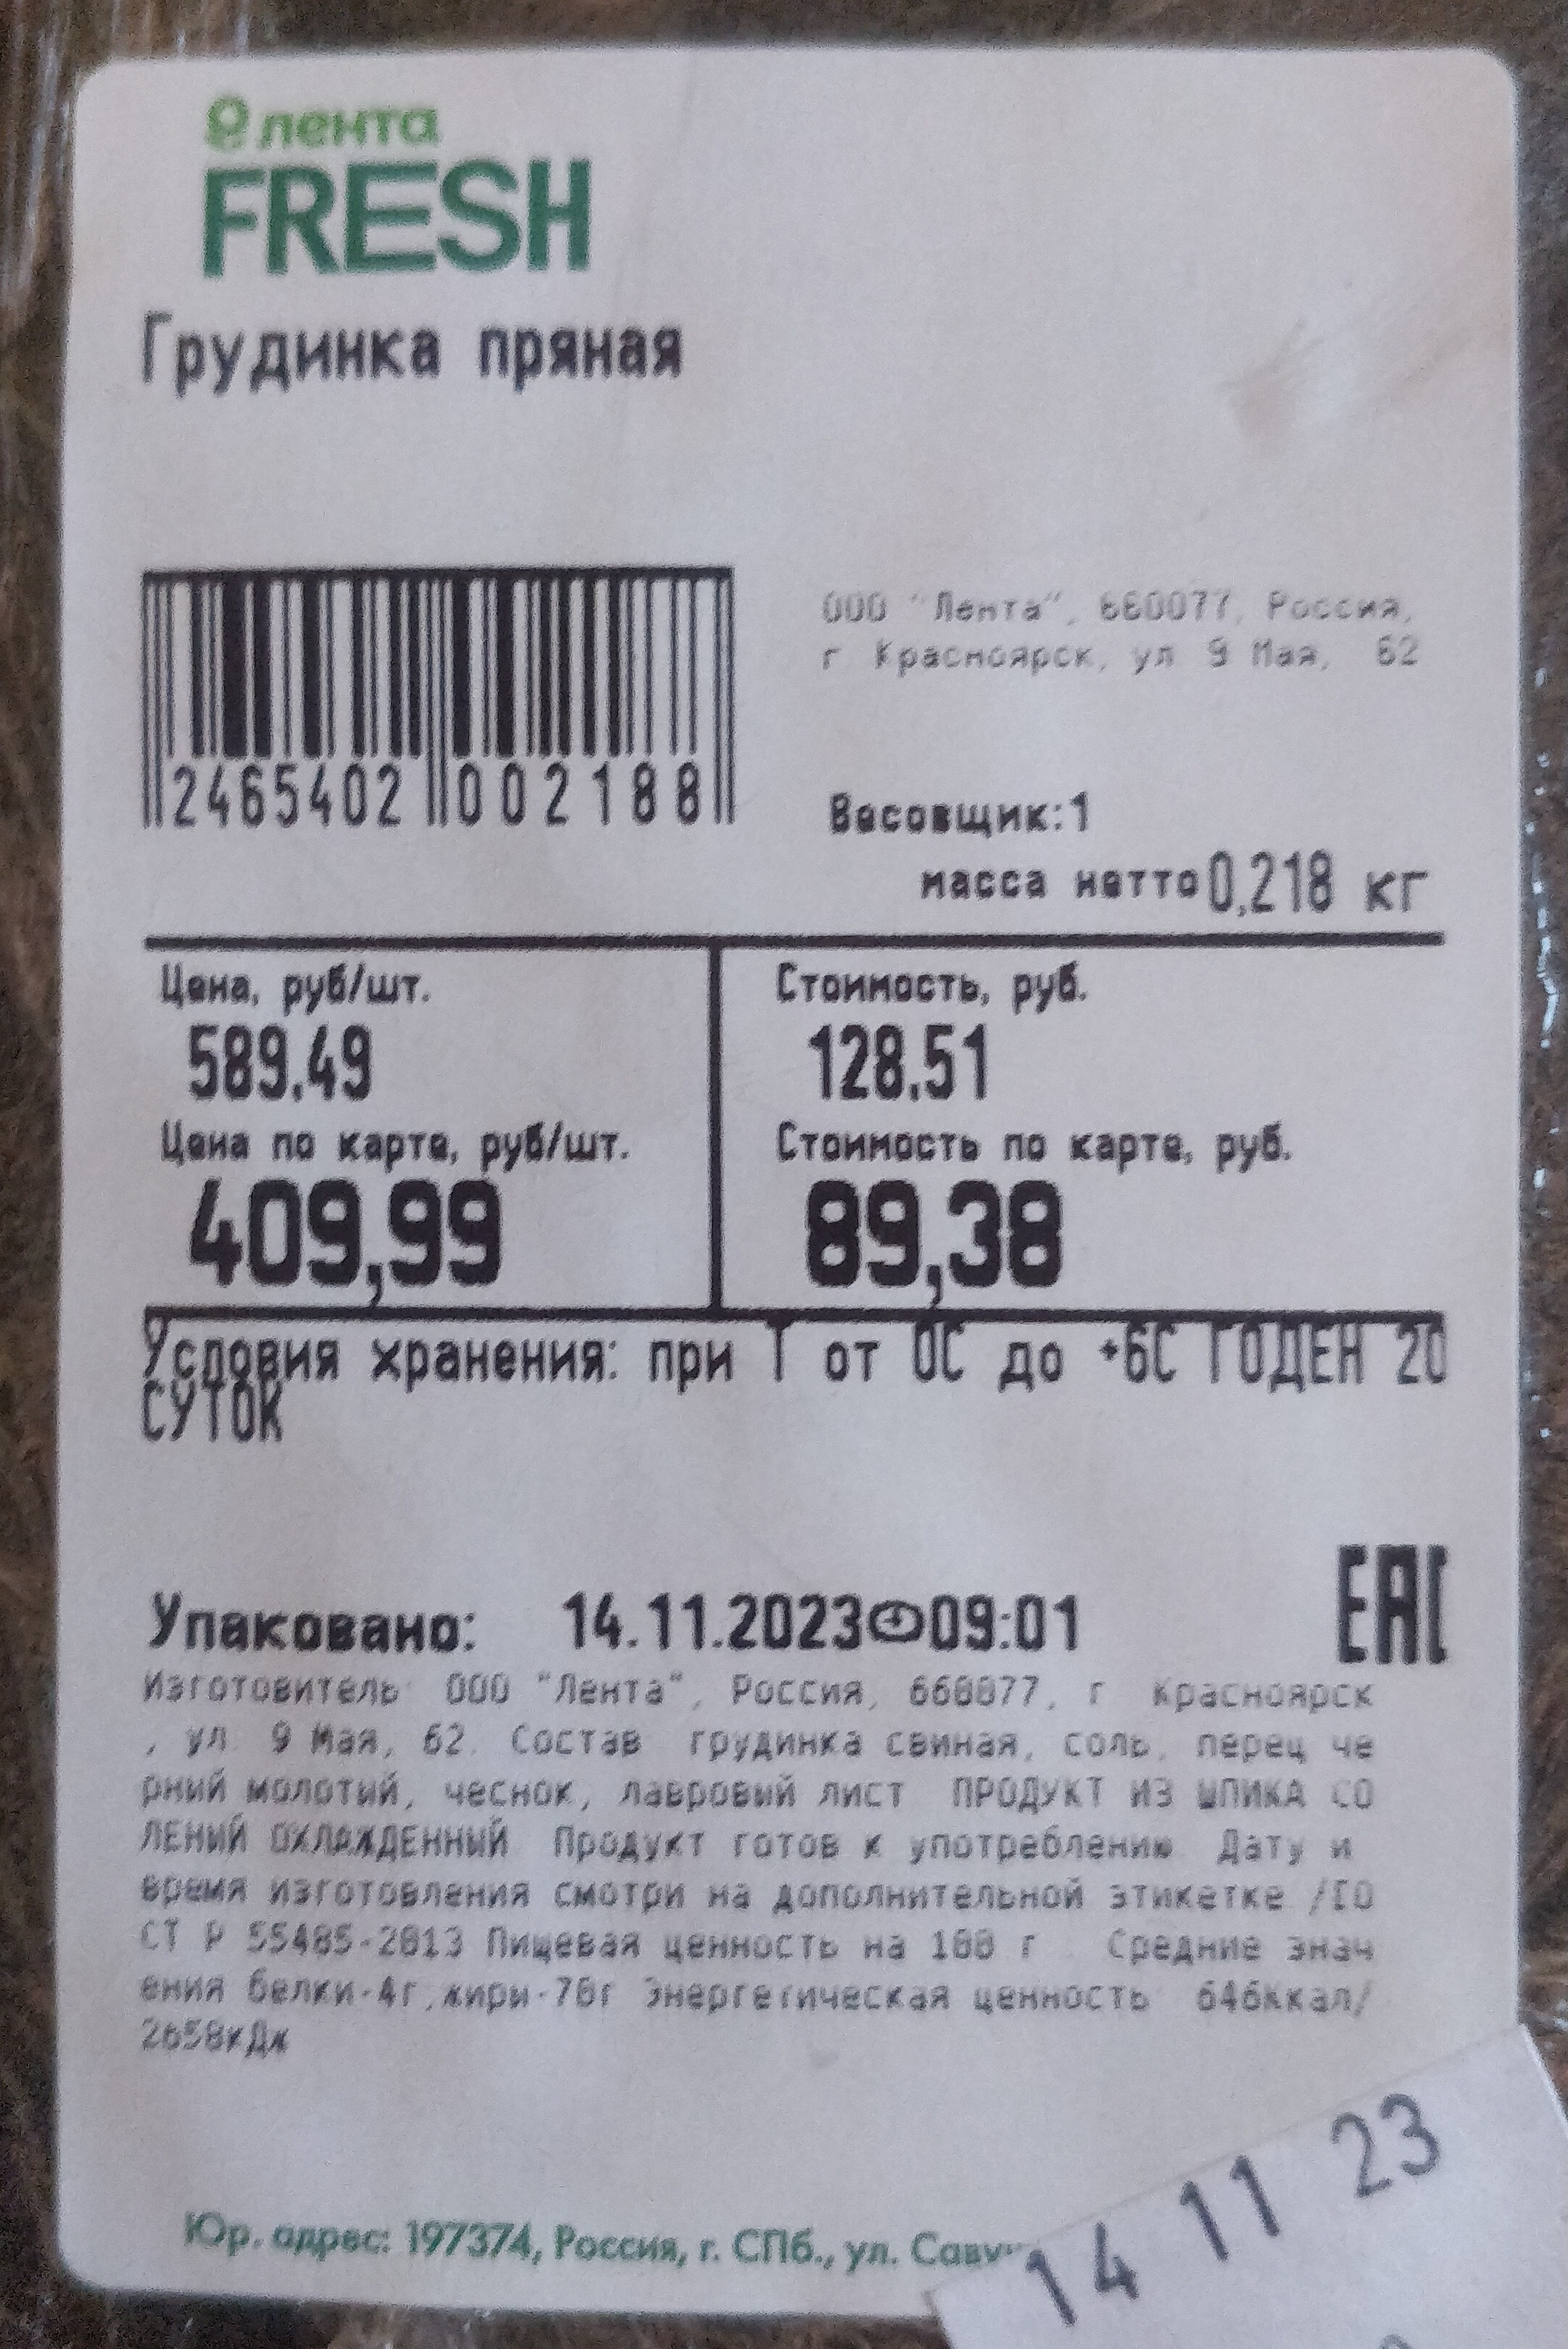 лента
FRESH
Грудинка пряная
ООО "Лента", 660077, Россия,
г Красноярск, ул 9 Мая, 62
2465402 002188
Весовщик:1
масса нетто 0,218 кг
Цена, руб/шт.
589.49
Стоимость, руб.
128.51
Цена по карте, руб/шт.
409,99
Стоимость по карте, руб.
89,38
Условия хранения: при Т от 0С до +6С ГОДЕН 20
СУТОК
EAC
Упаковано: 14.11.2023 09:01
Изготовитель ООО "Лента", Россия, 660077, г Красноярск
, ул. 9 Мая, 62. Состав грудинка свиная, соль, перец че
рный молотый, чеснок, лавровый лист ПРОДУКТ ИЗ ШПИКА СО
ЛЕНЫЙ ОХЛАЖДЕННЫЙ Продукт готов к употреблению Дату и
время изготовления смотри на дополнительной этикетке /ГО
СТ Р 55485-2013 Пищевая ценность на 100 г . Средние знач
ения белки-4г,жиры-70г Энергетическая ценность 646ккал/
2658кДж
Юр. адрес: 197374, Россия, г. СПб., ул.
14 11 23